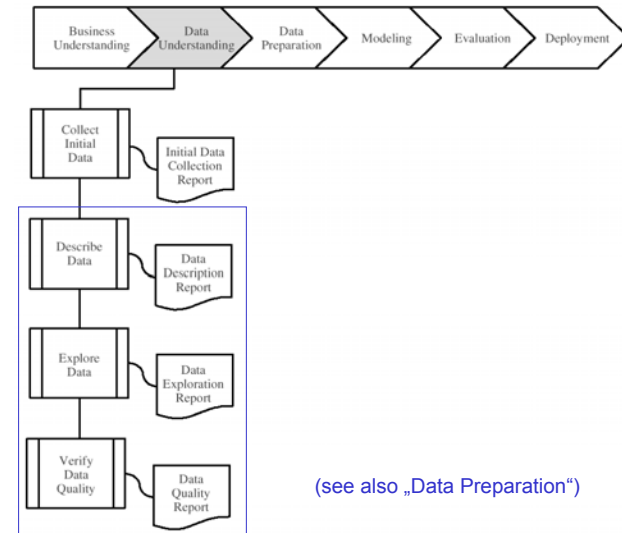 Business
Understanding
Data
Understanding
Data
Preparation
Modeling
Evaluation
Deployment
Collect
Initial
Data
Initial Data
Collection
Report
Describe
Data
Data
Description
Report
Explore
Data
Data
Exploration
Report
Verify
Data
Quality
Data
Quality
Report
(see also „Data Preparation“)